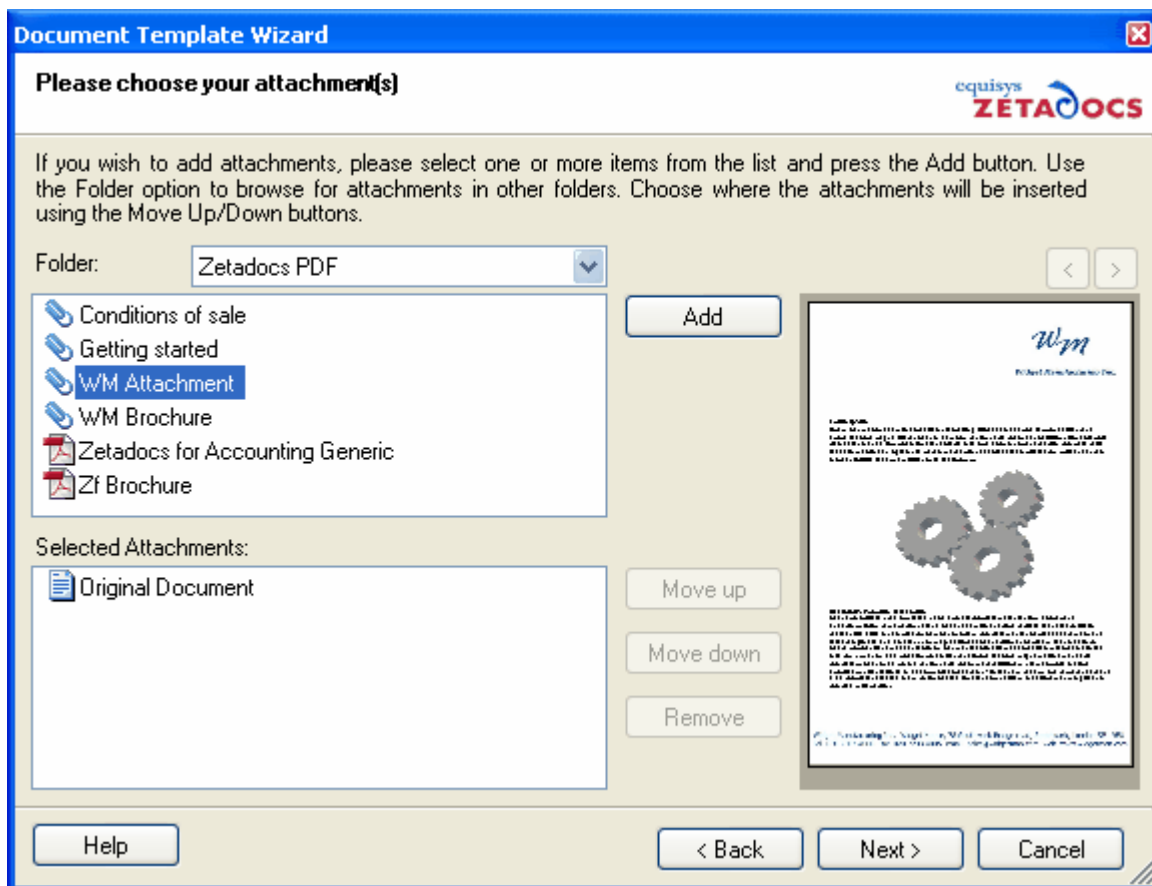 Document Template Wizard
Please choose your attachment(s)
equisys
ZETADOCS
If you wish to add attachments, please select one or more items from the list and press the Add button. Use
the Folder option to browse for attachments in other folders. Choose where the attachments will be inserted
using the Move Up/Down buttons.
Folder:
Zetadocs PDF
< >
Conditions of sale
Getting started
WM Attachment
WM Brochure
Zetadocs for Accounting Generic
Zf Brochure
Add
Wm
Selected Attachments:
Original Document
Move up
Move down
Remove
Help
< Back
Next >
Cancel